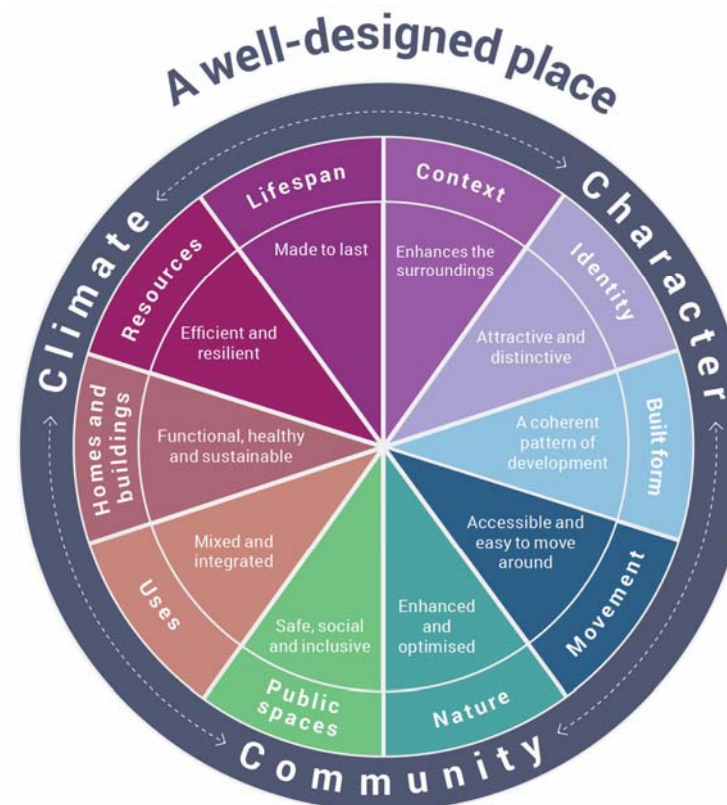 A well-designed place
Climate
Character
Community
Lifespan
Made to last
Context
Enhances the
surroundings
Identity
Attractive and
distinctive
Built form
A coherent
pattern of
development
Movement
Accessible and
easy to move
around
Nature
Enhanced
and
optimised
Public
spaces
Safe, social
and inclusive
Uses
Mixed and
integrated
Homes and
buildings
Functional, healthy
and sustainable
Resources
Efficient and
resilient